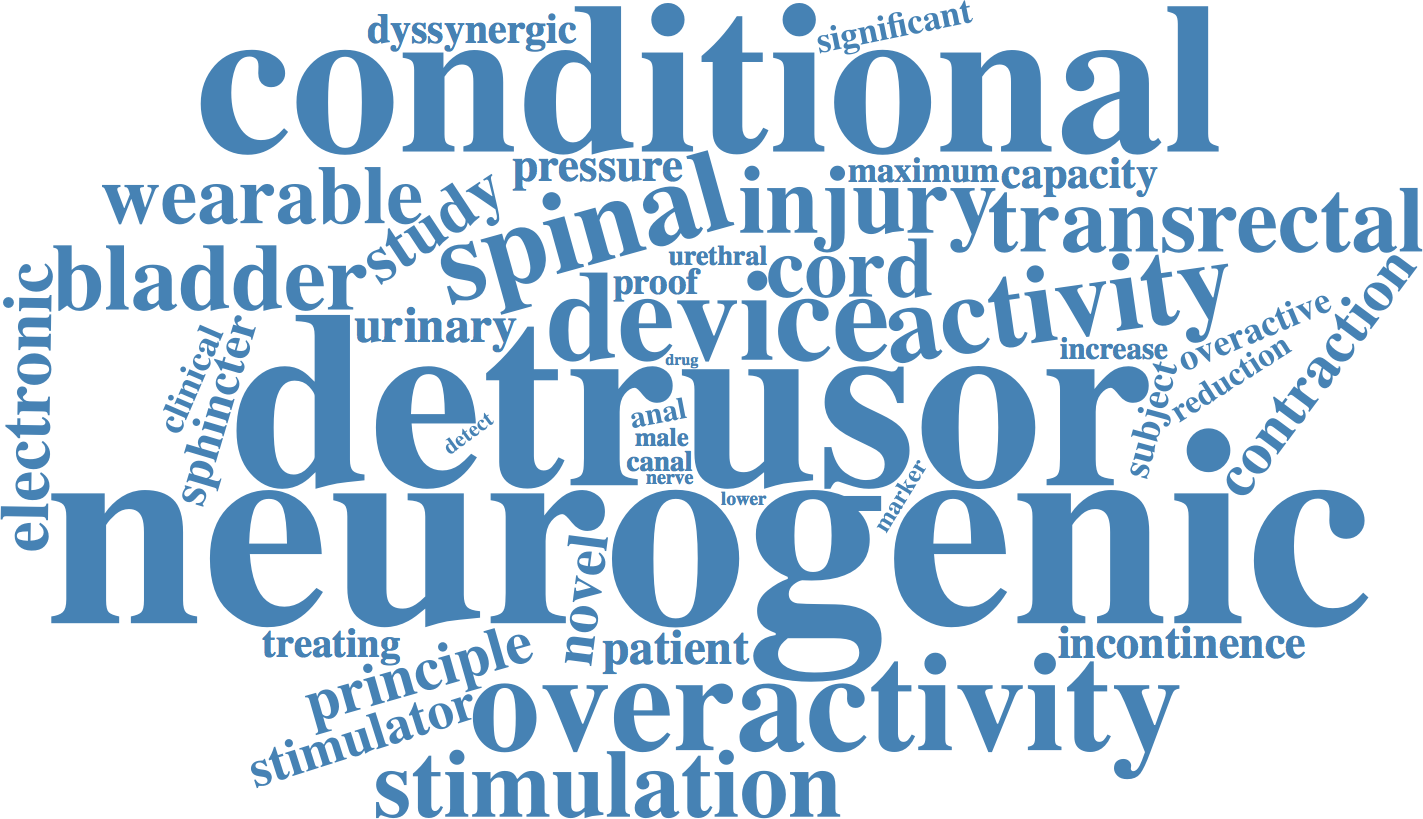 dyssynergic
significant
conditional
pressure
maximum
capacity
wearable
study
spinal
injury
transrectal
urethral
bladder
proof
cord
electronic
urinary
device
activity
contraction
drug
increase
overactive
clinical
sphincter
detrusor
subject
reduction
detect
anal
male
canal
nerve
lower
marker
neurogenic
novel
treating
principle
patient
incontinence
stimulator
overactivity
stimulation